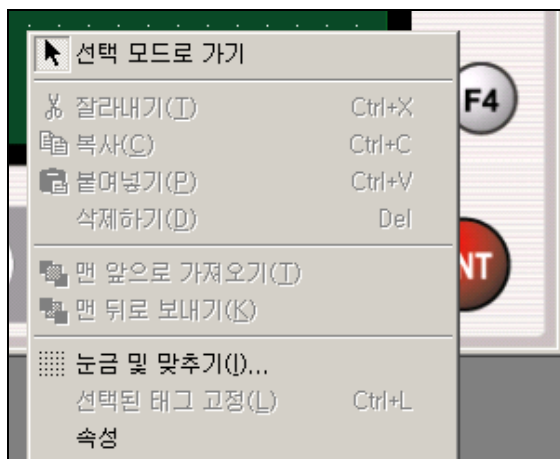 선택 모드로 가기
잘라내기(T) Ctrl+X
F4
복사(C) Ctrl+C
붙여넣기(P) Ctrl+V
삭제하기(D) Del
맨 앞으로 가져오기(T)
NT
맨 뒤로 보내기(K)
눈금 및 맞추기(I)...
선택된 태그 고정(L) Ctrl+L
속성